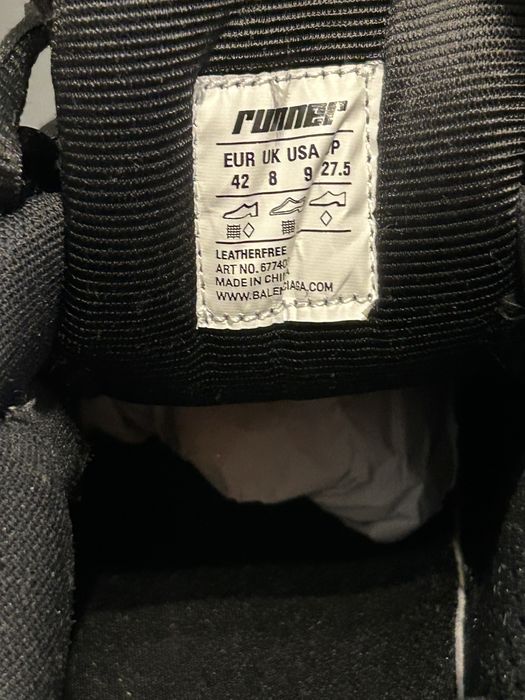 runner
EUR UK USA JP
42 8 9 27.5
LEATHERFREE
ART NO. 67740
MADE IN CHI
WWW.BALENCIAGA.COM